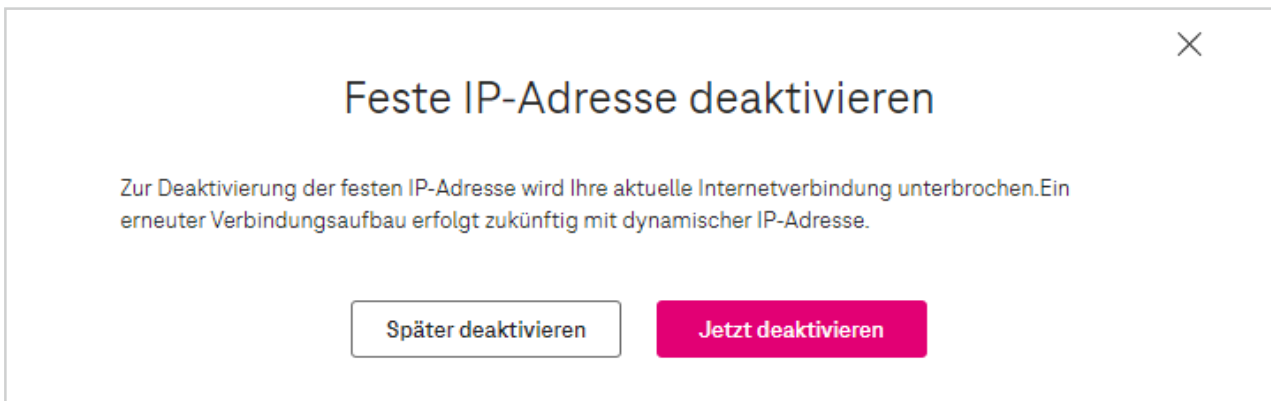 Feste IP-Adresse deaktivieren
Zur Deaktivierung der festen IP-Adresse wird Ihre aktuelle Internetverbindung unterbrochen.Ein
erneuter Verbindungsaufbau erfolgt zukünftig mit dynamischer IP-Adresse.
Später deaktivieren
Jetzt deaktivieren